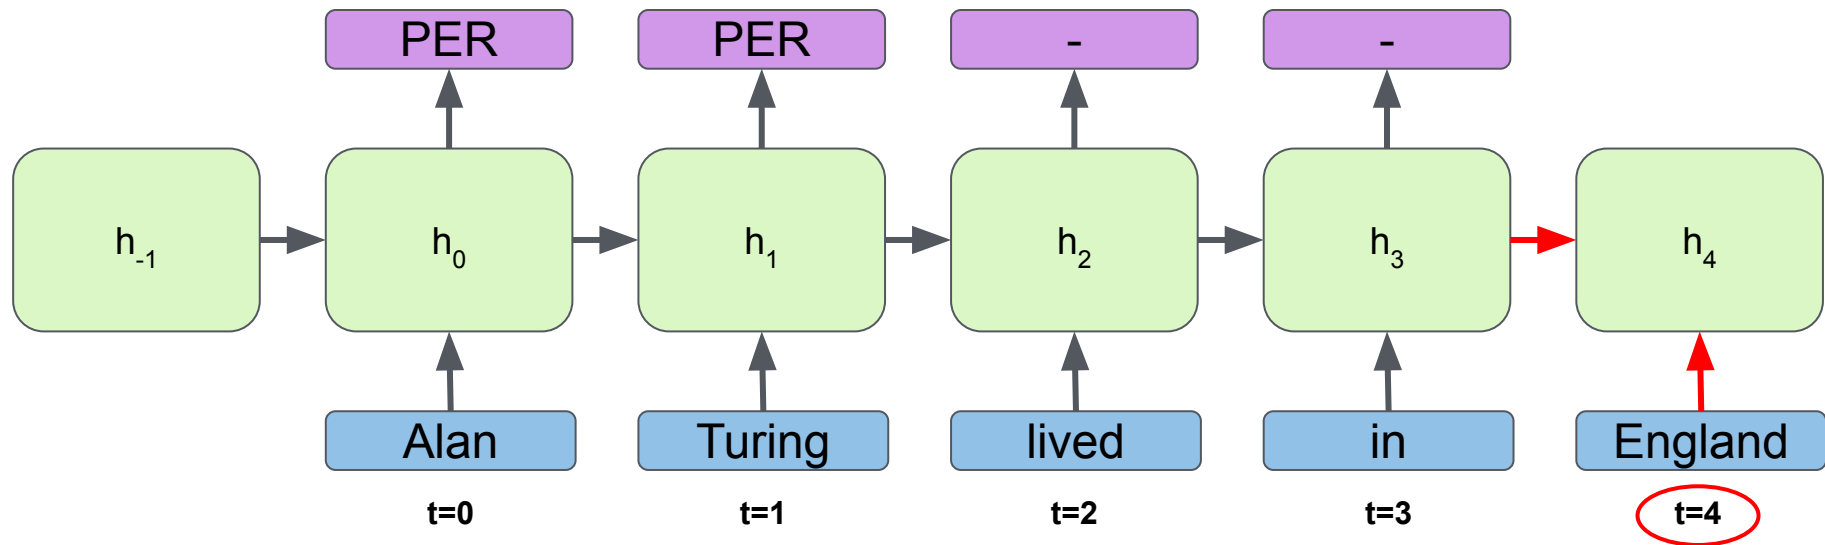 PER PER - -
h-1 h0 h1 h2 h3 h4
Alan Turing lived in England
t=0 t=1 t=2 t=3 t=4